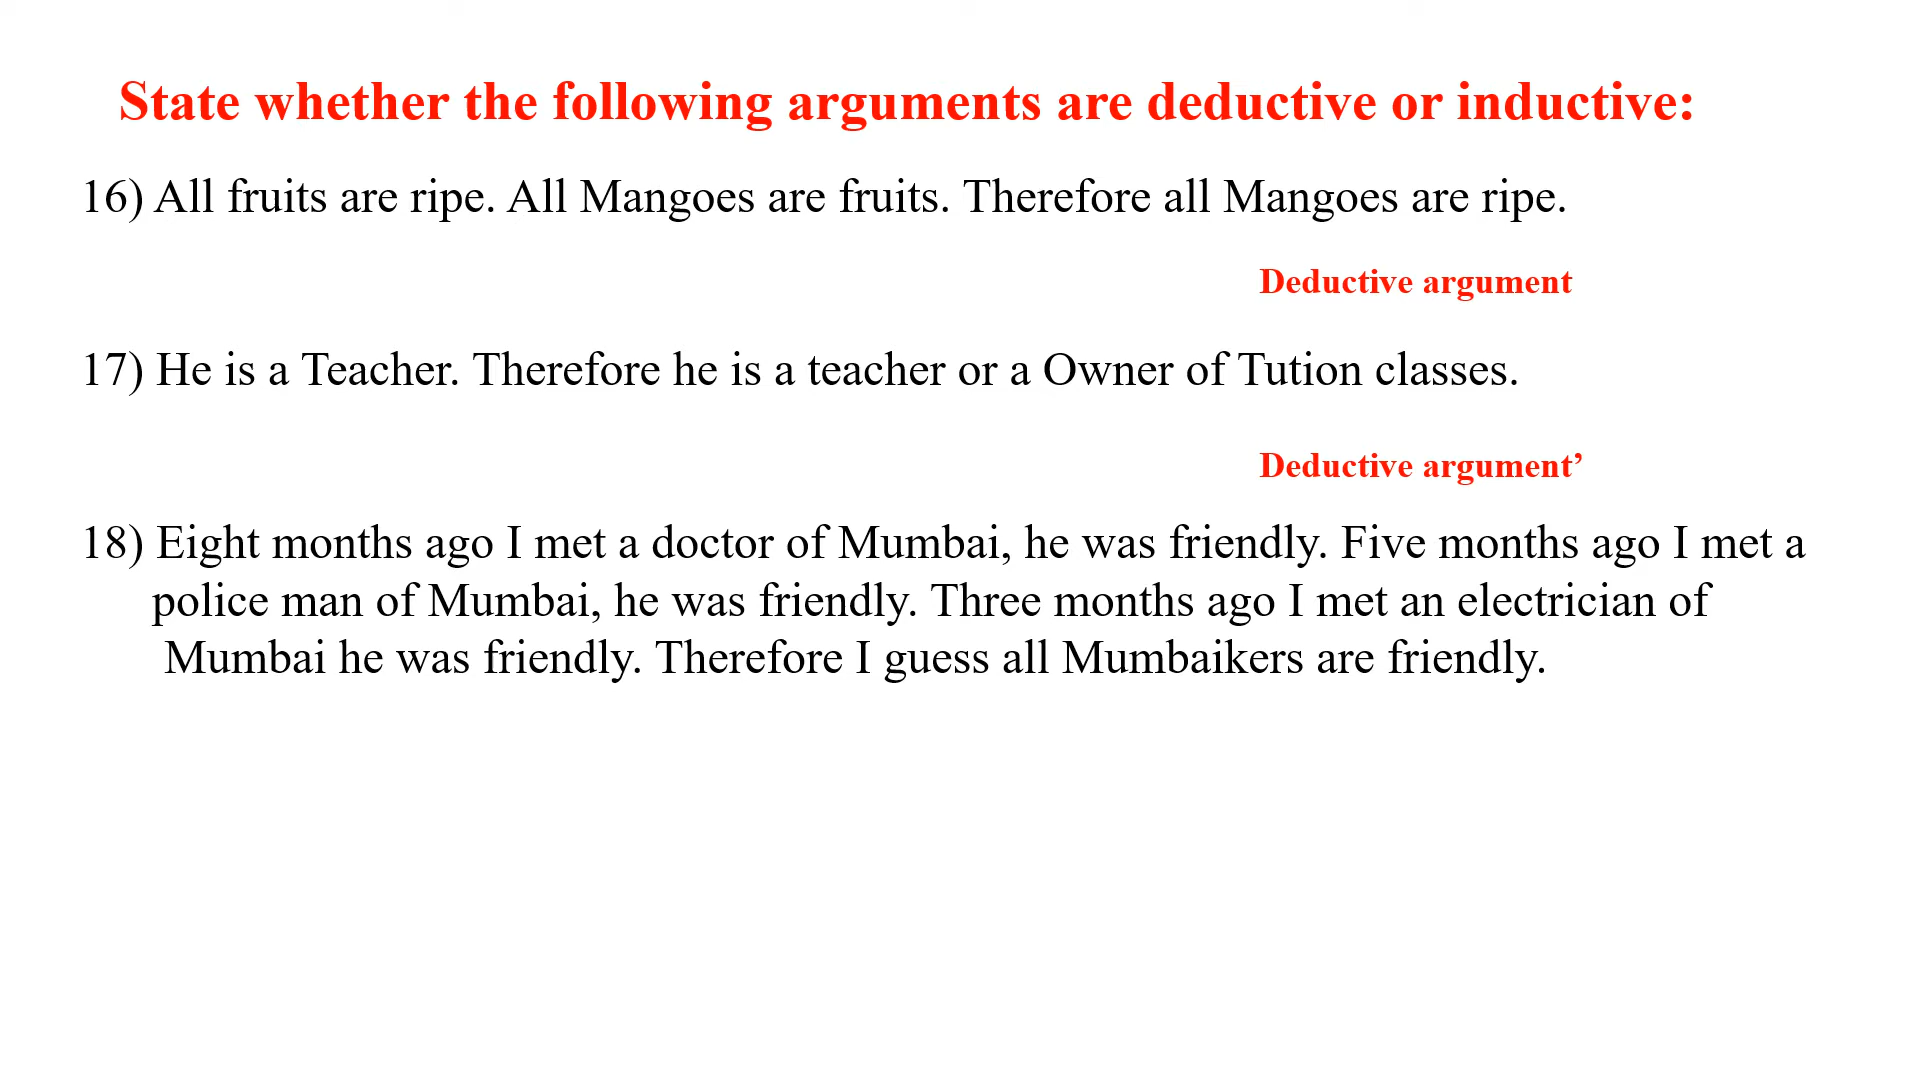 State whether the following arguments are deductive or inductive:
16) All fruits are ripe. All Mangoes are fruits. Therefore all Mangoes are ripe.
Deductive argument
17) He is a Teacher. Therefore he is a teacher or a Owner of Tution classes.
Deductive argument’
18) Eight months ago I met a doctor of Mumbai, he was friendly. Five months ago I met a
police man of Mumbai, he was friendly. Three months ago I met an electrician of
Mumbai he was friendly. Therefore I guess all Mumbaikers are friendly.